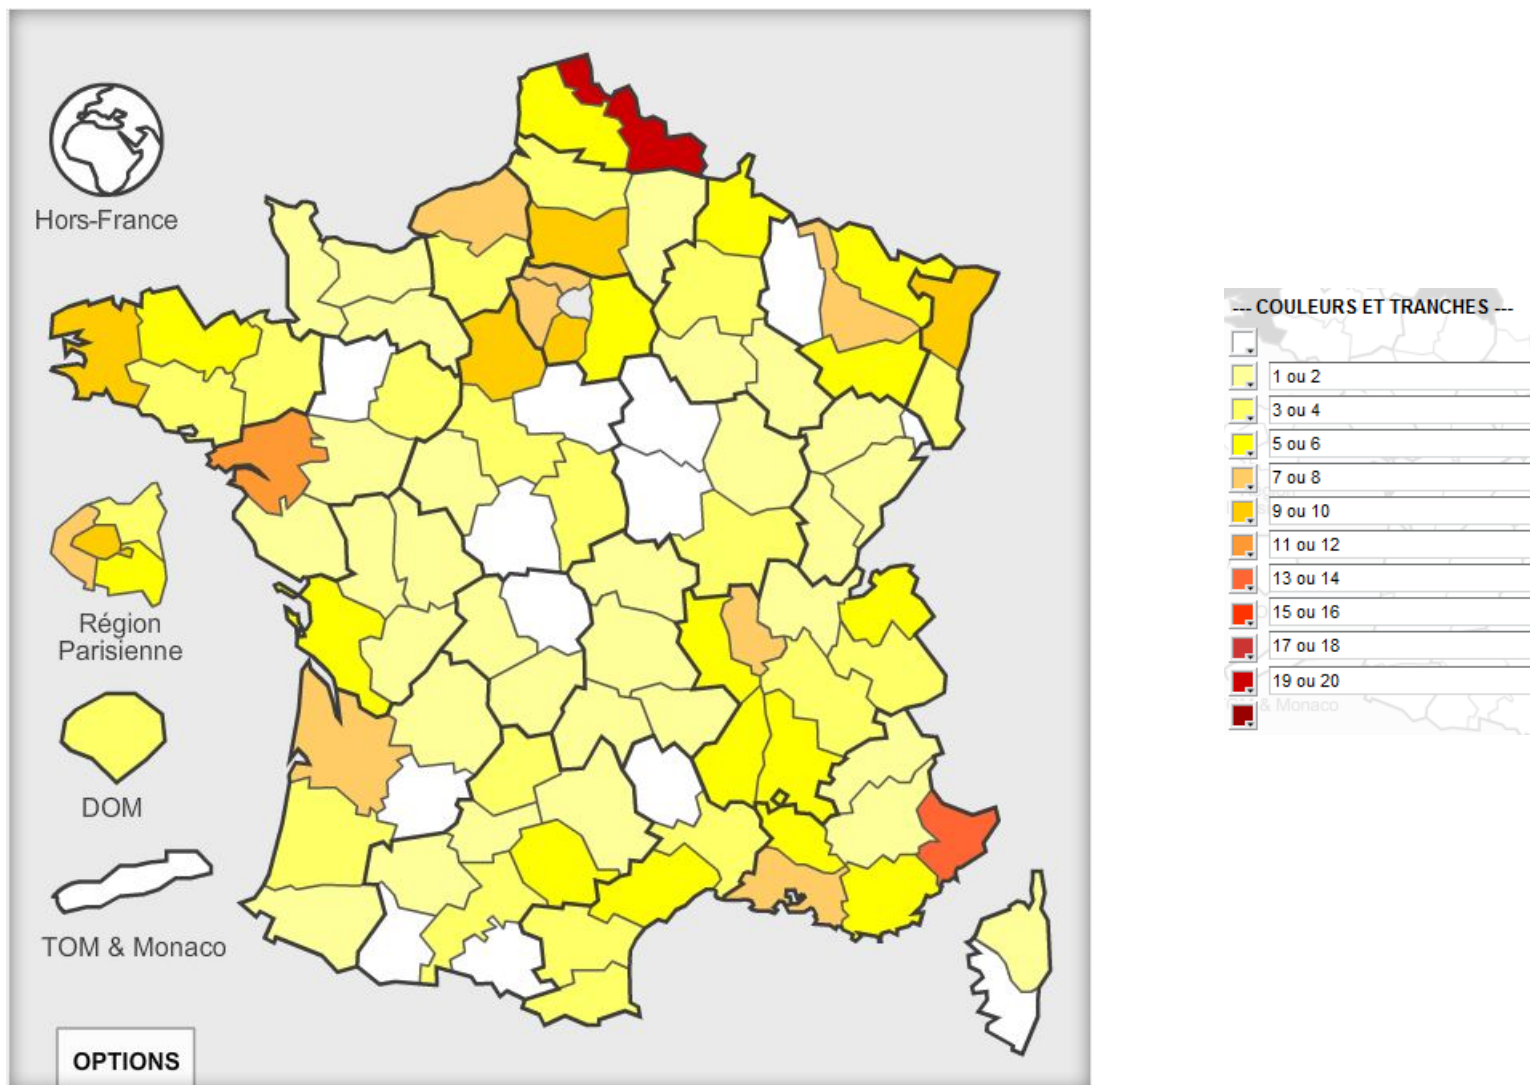 Hors-France
Région
Parisienne
DOM
TOM & Monaco
OPTIONS
--- COULEURS ET TRANCHES ---
1 ou 2
3 ou 4
5 ou 6
7 ou 8
9 ou 10
11 ou 12
13 ou 14
15 ou 16
17 ou 18
19 ou 20
& Monaco